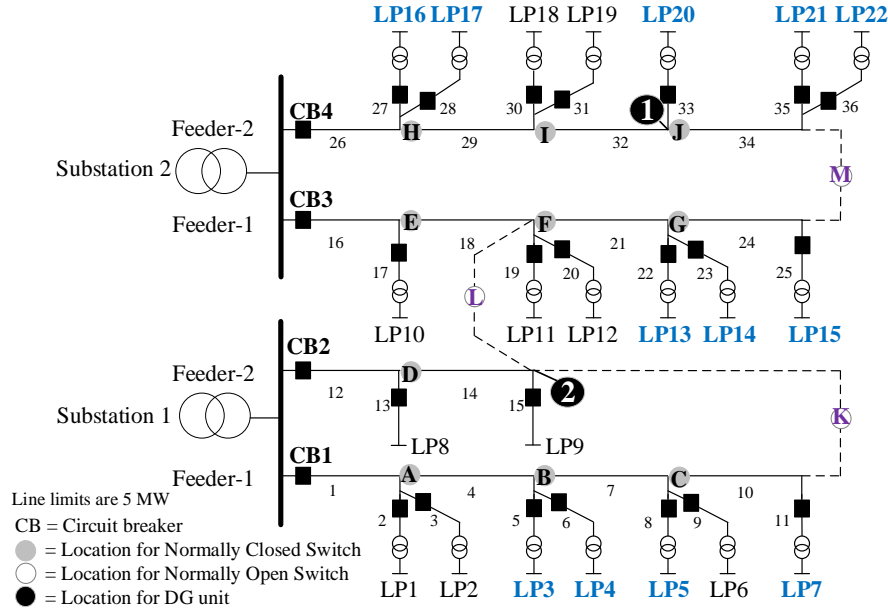 LP16 LP17 LP18 LP19 LP20 LP21 LP22
27 28 30 31 1 33 35 36
CB4
Feeder-2
26 H 29 I 32 J 34
Substation 2
M
CB3
Feeder-1
16 E 18 F 21 G 24
17 19 20 22 23 25
L
LP10 LP11 LP12 LP13 LP14 LP15
CB2
Feeder-2
12 D 14 2
Substation 1
13 15 K
LP8 LP9
CB1
Feeder-1
1 A 4 B 7 C 10
2 3 5 6 8 9 11
LP1 LP2 LP3 LP4 LP5 LP6 LP7
Line limits are 5 MW
CB = Circuit breaker
= Location for Normally Closed Switch
= Location for Normally Open Switch
= Location for DG unit